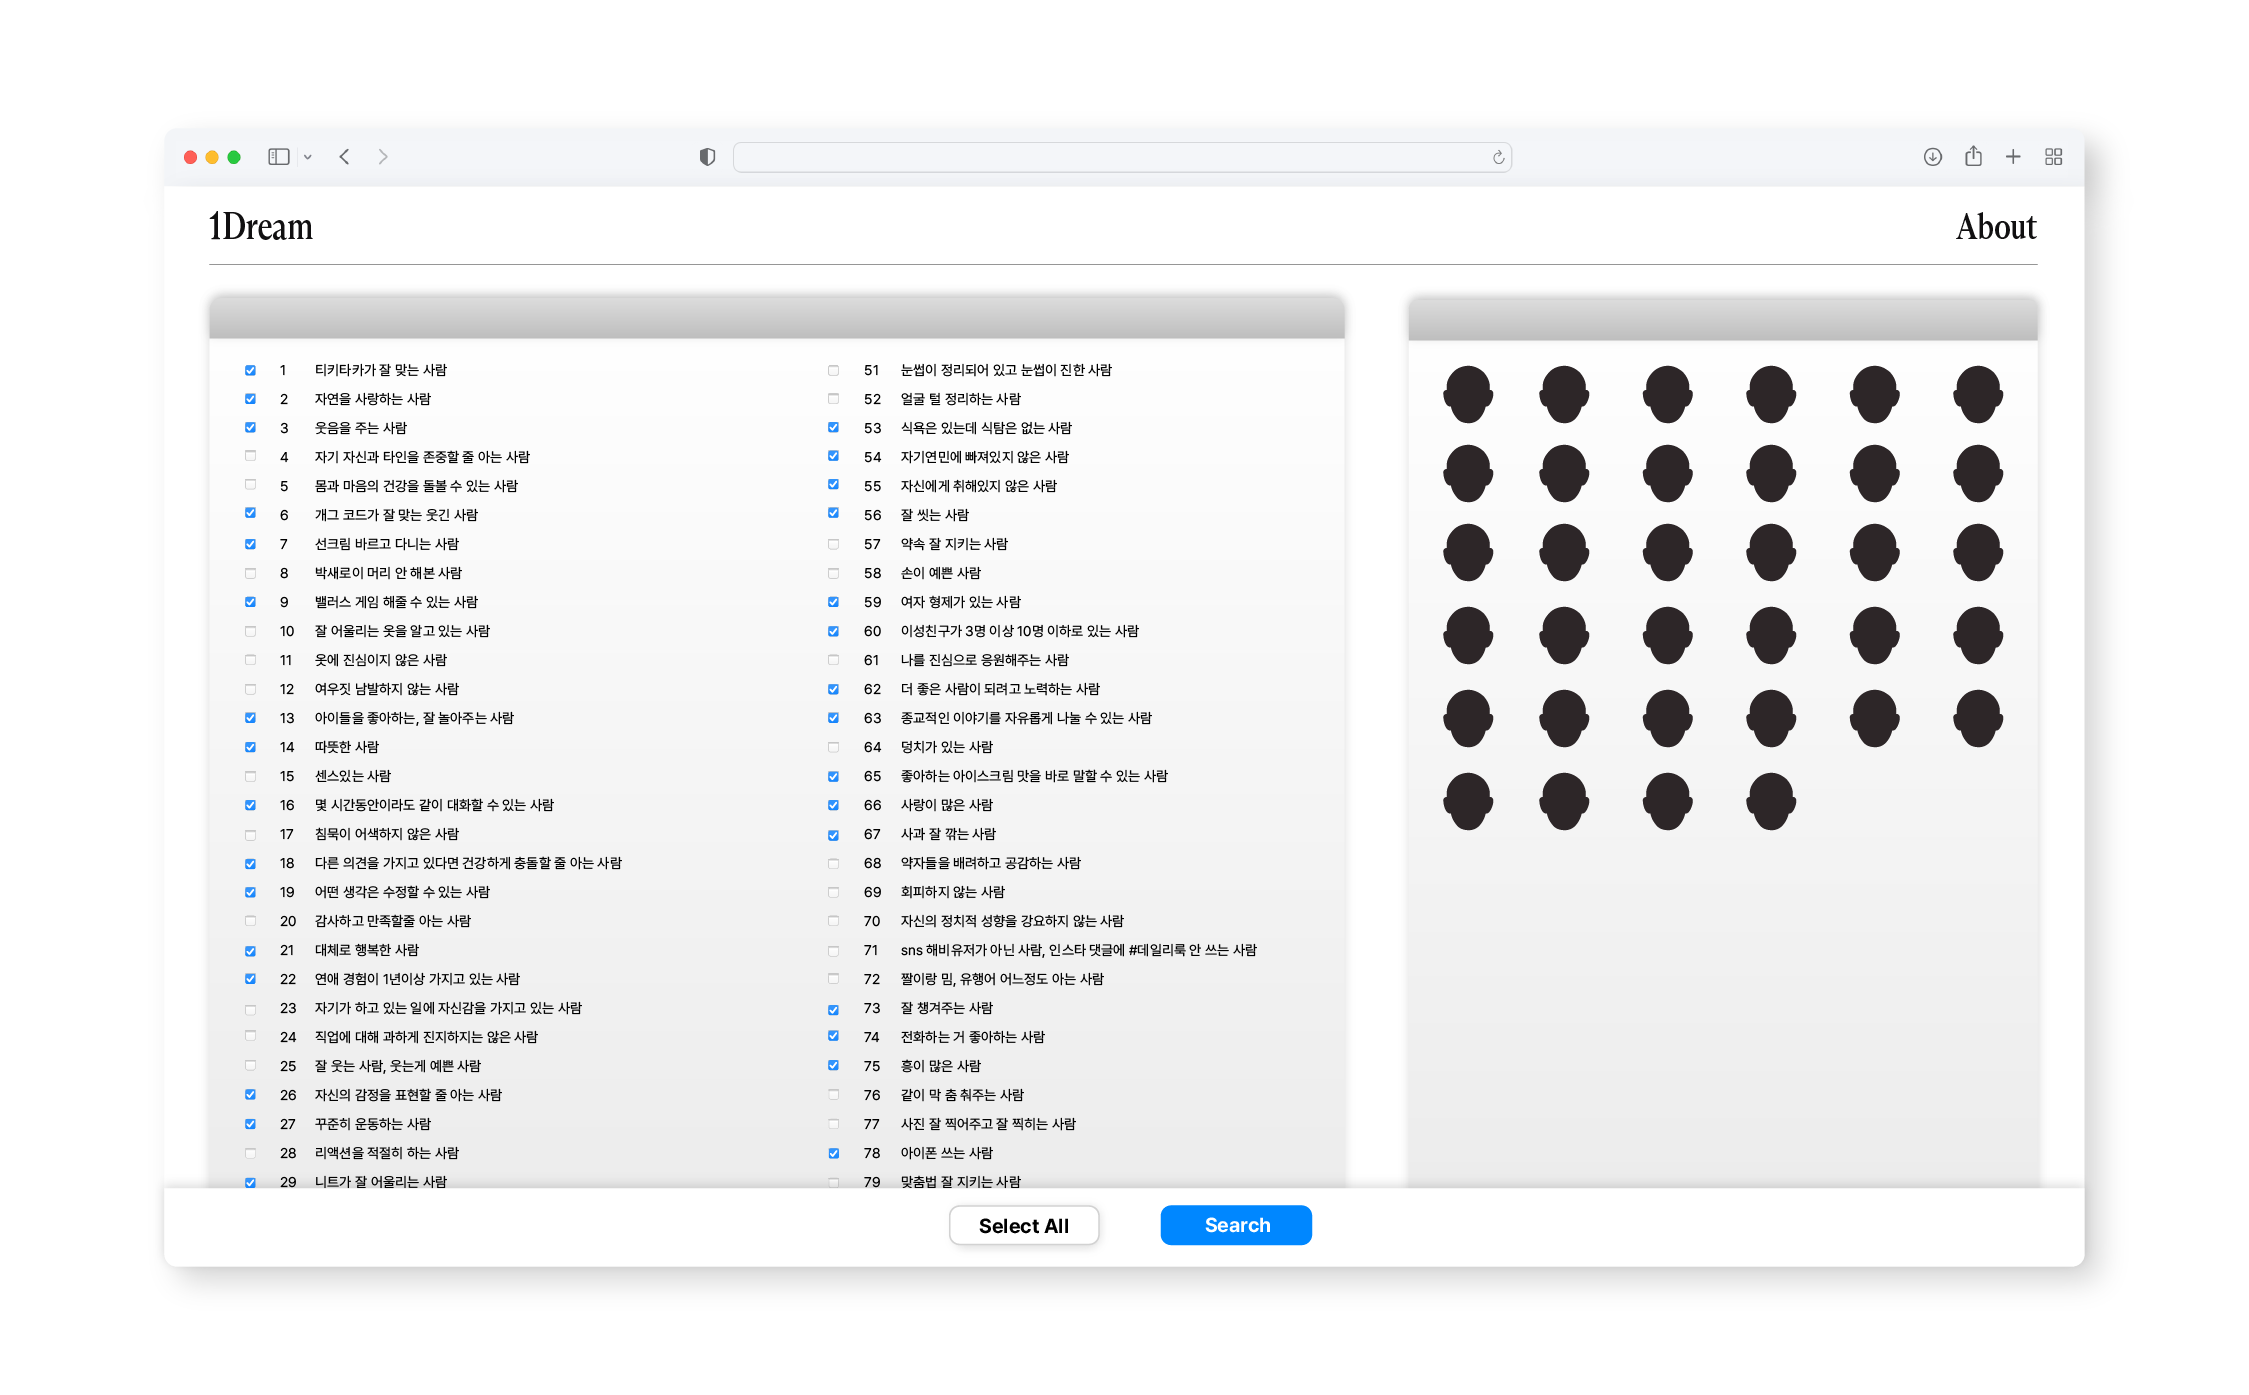 1Dream
About
1 티키타카가 잘 맞는 사람
2 자연을 사랑하는 사람
3 웃음을 주는 사람
4 자기 자신과 타인을 존중할 줄 아는 사람
5 몸과 마음의 건강을 돌볼 수 있는 사람
6 개그 코드가 잘 맞는 웃긴 사람
7 선크림 바르고 다니는 사람
8 박새로이 머리 안 해본 사람
9 밸러스 게임 해줄 수 있는 사람
10 잘 어울리는 옷을 알고 있는 사람
11 옷에 진심이지 않은 사람
12 여우짓 남발하지 않는 사람
13 아이들을 좋아하는, 잘 놀아주는 사람
14 따뜻한 사람
15 센스있는 사람
16 몇 시간동안이라도 같이 대화할 수 있는 사람
17 침묵이 어색하지 않은 사람
18 다른 의견을 가지고 있다면 건강하게 충돌할 줄 아는 사람
19 어떤 생각은 수정할 수 있는 사람
20 감사하고 만족할줄 아는 사람
21 대체로 행복한 사람
22 연애 경험이 1년이상 가지고 있는 사람
23 자기가 하고 있는 일에 자신감을 가지고 있는 사람
24 직업에 대해 과하게 진지하지는 않은 사람
25 잘 웃는 사람, 웃는게 예쁜 사람
26 자신의 감정을 표현할 줄 아는 사람
27 꾸준히 운동하는 사람
28 리액션을 적절히 하는 사람
29 니트가 잘 어울리는 사람
51 눈썹이 정리되어 있고 눈썹이 진한 사람
52 얼굴 털 정리하는 사람
53 식욕은 있는데 식탐은 없는 사람
54 자기연민에 빠져있지 않은 사람
55 자신에게 취해있지 않은 사람
56 잘 씻는 사람
57 약속 잘 지키는 사람
58 손이 예쁜 사람
59 여자 형제가 있는 사람
60 이성친구가 3명 이상 10명 이하로 있는 사람
61 나를 진심으로 응원해주는 사람
62 더 좋은 사람이 되려고 노력하는 사람
63 종교적인 이야기를 자유롭게 나눌 수 있는 사람
64 덩치가 있는 사람
65 좋아하는 아이스크림 맛을 바로 말할 수 있는 사람
66 사랑이 많은 사람
67 사과 잘 깎는 사람
68 약자들을 배려하고 공감하는 사람
69 회피하지 않는 사람
70 자신의 정치적 성향을 강요하지 않는 사람
71 sns 해비유저가 아닌 사람, 인스타 댓글에 #데일리룩 안 쓰는 사람
72 짤이랑 밈, 유행어 어느정도 아는 사람
73 잘 챙겨주는 사람
74 전화하는 거 좋아하는 사람
75 흥이 많은 사람
76 같이 막 춤 춰주는 사람
77 사진 잘 찍어주고 잘 찍히는 사람
78 아이폰 쓰는 사람
79 맞춤법 잘 지키는 사람
Select All
Search